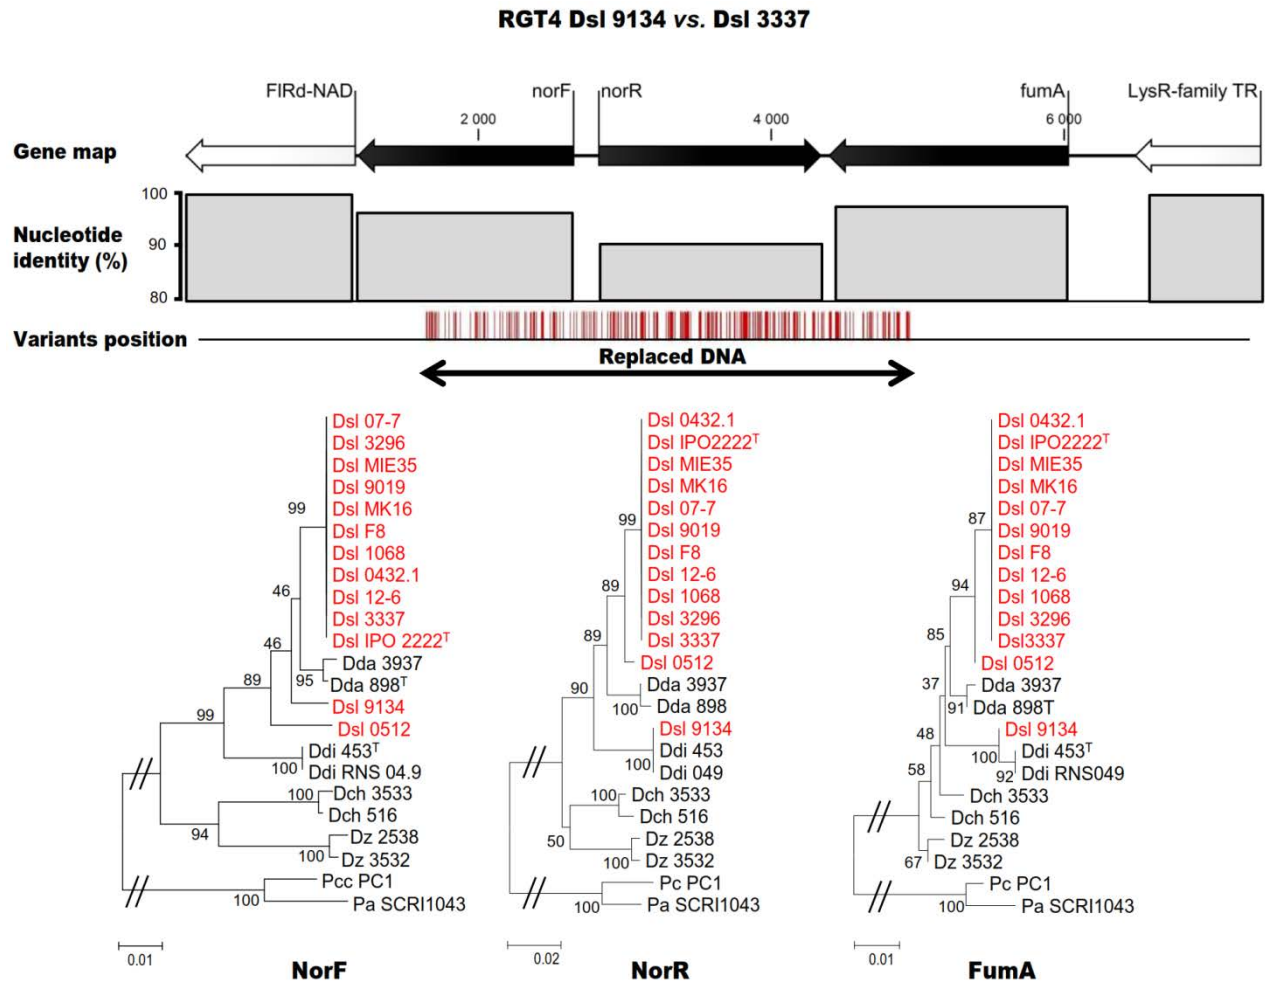 RGT4 Dsl 9134 vs. Dsl 3337
FlRd-NAD norF norR fumA LysR-family TR
2 000 4 000 6 000
Gene map
100
Nucleotide
identity (%)
90
80
Variants position
Replaced DNA
Dsl 07-7
Dsl 3296
Dsl MIE35
Dsl 9019
Dsl MK16
Dsl F8
Dsl 1068
Dsl 0432.1
Dsl 12-6
Dsl 3337
Dsl IPO 2222ᵀ
Dda 3937
Dda 898ᵀ
Dsl 9134
Dsl 0512
Ddi 453ᵀ
Ddi RNS 04.9
Dch 3533
Dch 516
Dz 2538
Dz 3532
Pcc PC1
Pa SCRI1043
99
46
46
95
89
99
100
100
94
100
100
0.01
NorF
Dsl 0432.1
Dsl IPO2222ᵀ
Dsl MIE35
Dsl MK16
Dsl 07-7
Dsl 9019
Dsl F8
Dsl 12-6
Dsl 1068
Dsl 3296
Dsl 3337
Dsl 0512
Dda 3937
Dda 898
Dsl 9134
Ddi 453
Ddi 049
Dch 3533
Dch 516
Dz 2538
Dz 3532
Pc PC1
Pa SCRI1043
99
89
89
90
100
100
100
50
100
100
0.02
NorR
Dsl 0432.1
Dsl IPO2222ᵀ
Dsl MIE35
Dsl MK16
Dsl 07-7
Dsl 9019
Dsl F8
Dsl 12-6
Dsl 1068
Dsl 3296
Dsl3337
Dsl 0512
Dda 3937
Dda 898T
Dsl 9134
Ddi 453ᵀ
Ddi RNS049
Dch 3533
Dch 516
Dz 2538
Dz 3532
Pc PC1
Pa SCRI1043
87
94
85
37
91
48
100
92
58
67
100
0.01
FumA